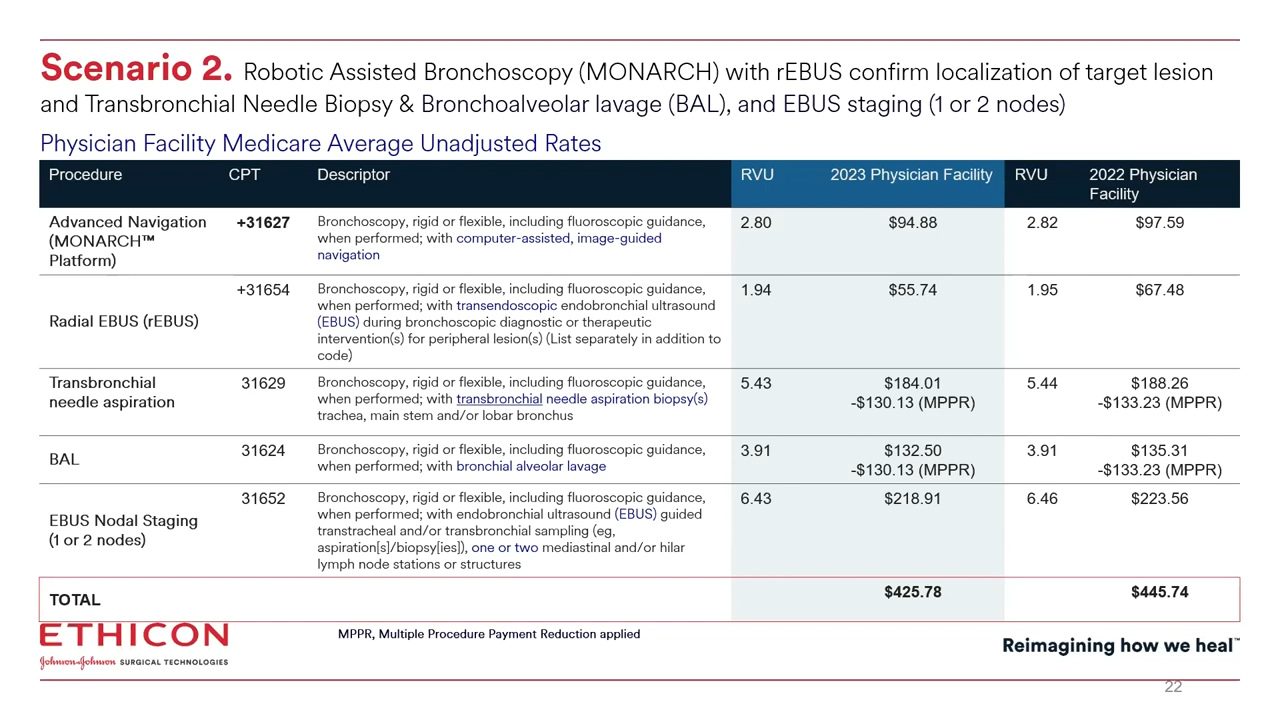 Scenario 2. Robotic Assisted Bronchoscopy (MONARCH) with rEBUS confirm localization of target lesion
and Transbronchial Needle Biopsy & Bronchoalveolar lavage (BAL), and EBUS staging (1 or 2 nodes)
Physician Facility Medicare Average Unadjusted Rates
Procedure CPT Descriptor RVU 2023 Physician Facility RVU 2022 Physician
Facility
Advanced Navigation
(MONARCH™
Platform)
+31627
Bronchoscopy, rigid or flexible, including fluoroscopic guidance,
when performed; with computer-assisted, image-guided
navigation
2.80 $94.88 2.82 $97.59
Radial EBUS (rEBUS)
+31654
Bronchoscopy, rigid or flexible, including fluoroscopic guidance,
when performed; with transendoscopic endobronchial ultrasound
(EBUS) during bronchoscopic diagnostic or therapeutic
intervention(s) for peripheral lesion(s) (List separately in addition to
code)
1.94 $55.74 1.95 $67.48
Transbronchial
needle aspiration
31629
Bronchoscopy, rigid or flexible, including fluoroscopic guidance,
when performed; with transbronchial needle aspiration biopsy(s)
trachea, main stem and/or lobar bronchus
5.43 $184.01 5.44 $188.26
-$130.13 (MPPR) -$133.23 (MPPR)
BAL
31624
Bronchoscopy, rigid or flexible, including fluoroscopic guidance,
when performed; with bronchial alveolar lavage
3.91 $132.50 3.91 $135.31
-$130.13 (MPPR) -$133.23 (MPPR)
EBUS Nodal Staging
(1 or 2 nodes)
31652
Bronchoscopy, rigid or flexible, including fluoroscopic guidance,
when performed; with endobronchial ultrasound (EBUS) guided
transtracheal and/or transbronchial sampling (eg,
aspiration[s]/biopsy[ies]), one or two mediastinal and/or hilar
lymph node stations or structures
6.43 $218.91 6.46 $223.56
TOTAL $425.78 $445.74
ETHICON
Johnson & Johnson SURGICAL TECHNOLOGIES
MPPR, Multiple Procedure Payment Reduction applied
Reimagining how we heal™
22